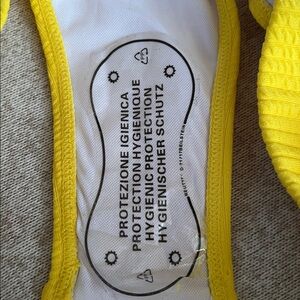 PROTEZIONE IGIENICA
PROTECTION HYGIENIQUE
HYGIENIC PROTECTION
HYGIENISCHER SCHUTZ